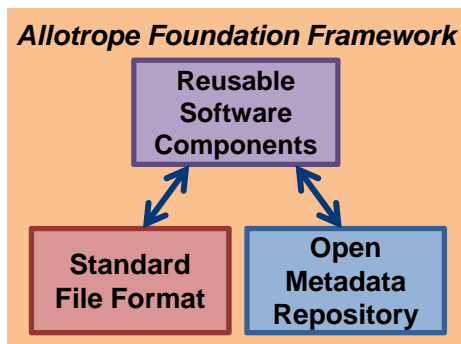 Allotrope Foundation Framework
Reusable
Software
Components
Standard
File Format
Open
Metadata
Repository